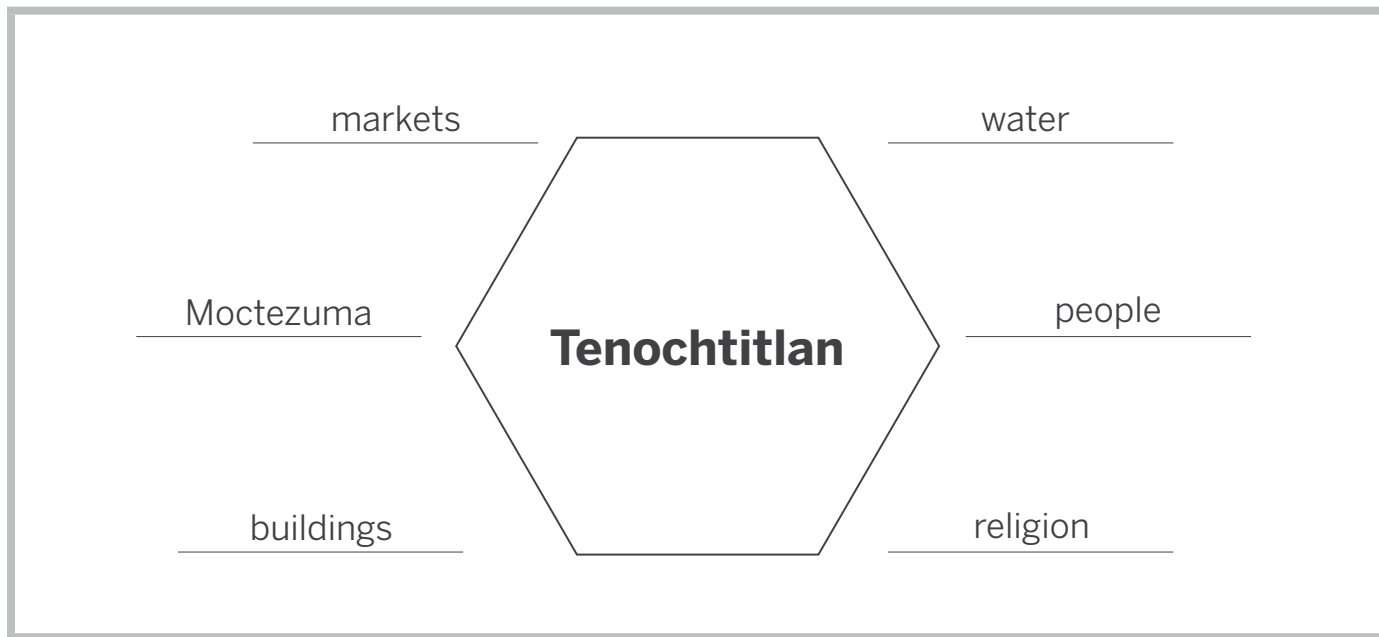 markets
water
Moctezuma
people
Tenochtitlan
buildings
religion